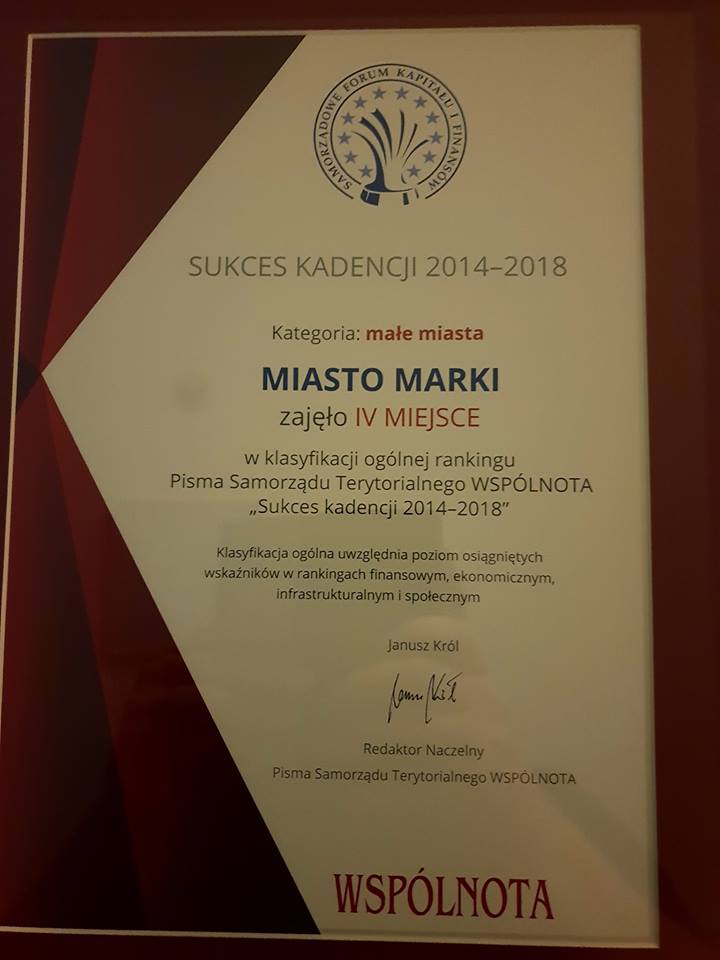 SAMORZĄDOWE FORUM KAPITAŁU I FINANSÓW
SUKCES KADENCJI 2014–2018
Kategoria: małe miasta
MIASTO MARKI
zajęło IV MIEJSCE
w klasyfikacji ogólnej rankingu
Pisma Samorządu Terytorialnego WSPÓLNOTA
„Sukces kadencji 2014–2018”
Klasyfikacja ogólna uwzględnia poziom osiągniętych
wskaźników w rankingach finansowym, ekonomicznym,
infrastrukturalnym i społecznym
Janusz Król
Redaktor Naczelny
Pisma Samorządu Terytorialnego WSPÓLNOTA
WSPÓLNOTA